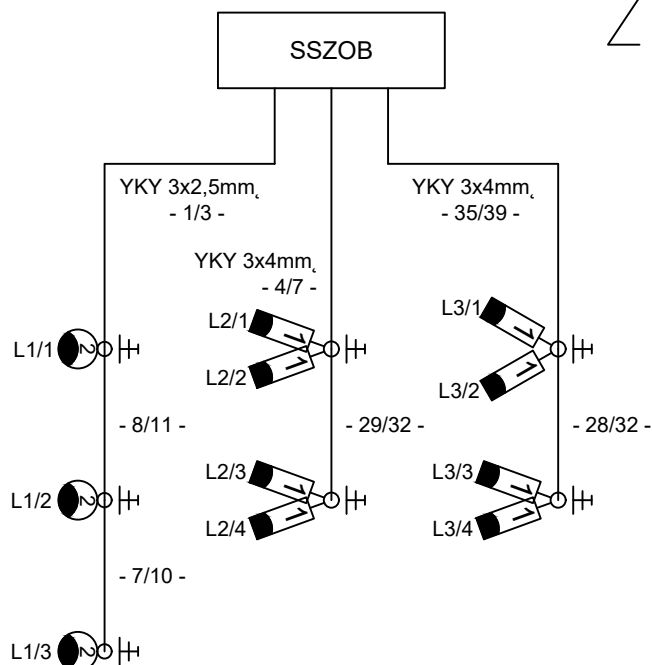 SSZOB
YKY 3x2,5mm˛
- 1/3 -
YKY 3x4mm˛
- 35/39 -
YKY 3x4mm˛
- 4/7 -
L1/1
2
L2/1
1
L2/2
1
L3/1
1
L3/2
1
- 8/11 -
- 29/32 -
- 28/32 -
L1/2
2
L2/3
1
L2/4
1
L3/3
1
L3/4
1
- 7/10 -
L1/3
2